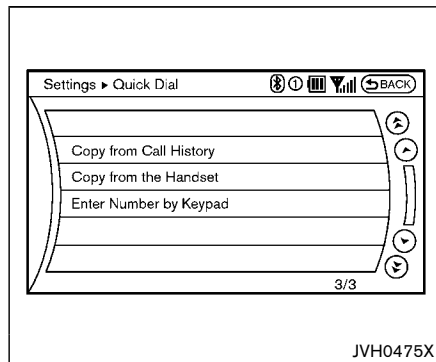 Settings ▸ Quick Dial 1 BACK
Copy from Call History
Copy from the Handset
Enter Number by Keypad
3/3
JVH0475X